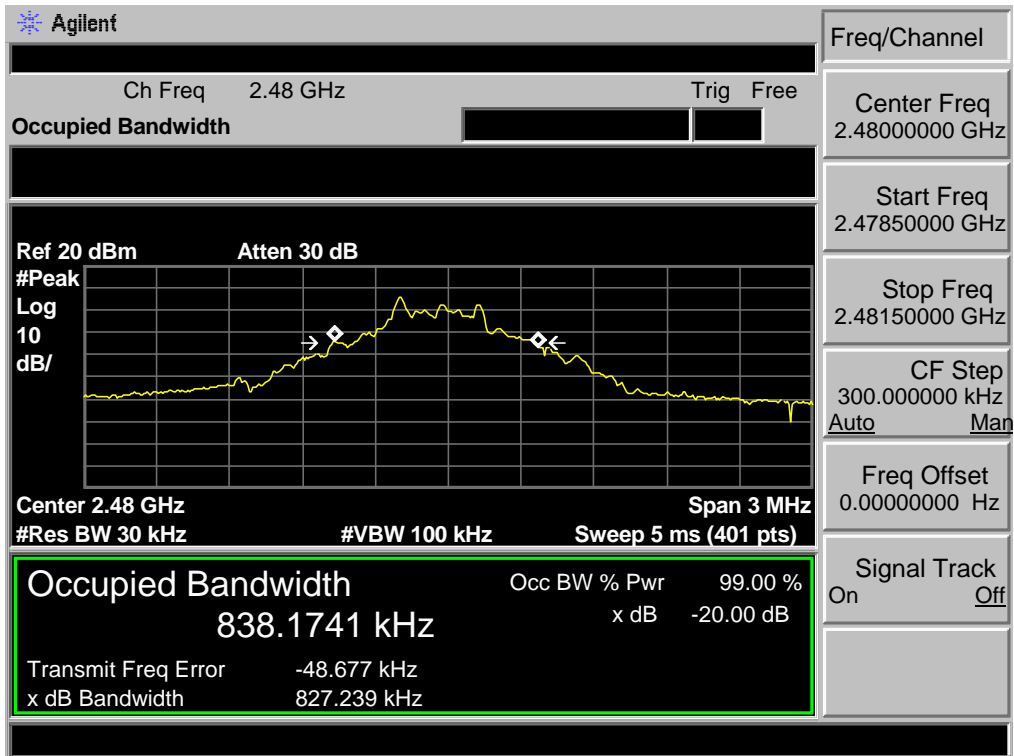 Agilent
Ch Freq 2.48 GHz Trig Free
Occupied Bandwidth
Ref 20 dBm Atten 30 dB
#Peak
Log
10
dB/
Center 2.48 GHz Span 3 MHz
#Res BW 30 kHz #VBW 100 kHz Sweep 5 ms (401 pts)
Occupied Bandwidth Occ BW % Pwr 99.00 %
838.1741 kHz x dB -20.00 dB
Transmit Freq Error -48.677 kHz
x dB Bandwidth 827.239 kHz
Freq/Channel
Center Freq
2.48000000 GHz
Start Freq
2.47850000 GHz
Stop Freq
2.48150000 GHz
CF Step
300.000000 kHz
Auto Man
Freq Offset
0.00000000 Hz
Signal Track
On Off